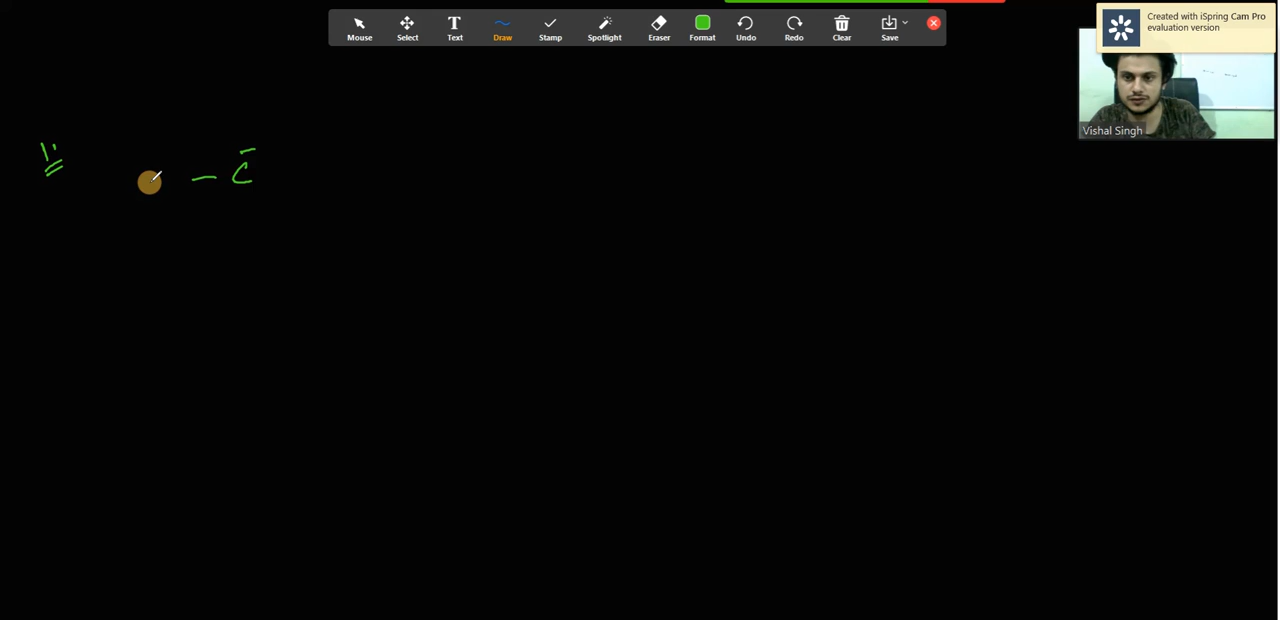 Mouse Select Text Draw Stamp Spotlight Eraser Format Undo Redo Clear Save
Created with iSpring Cam Pro
evaluation version
Vishal Singh